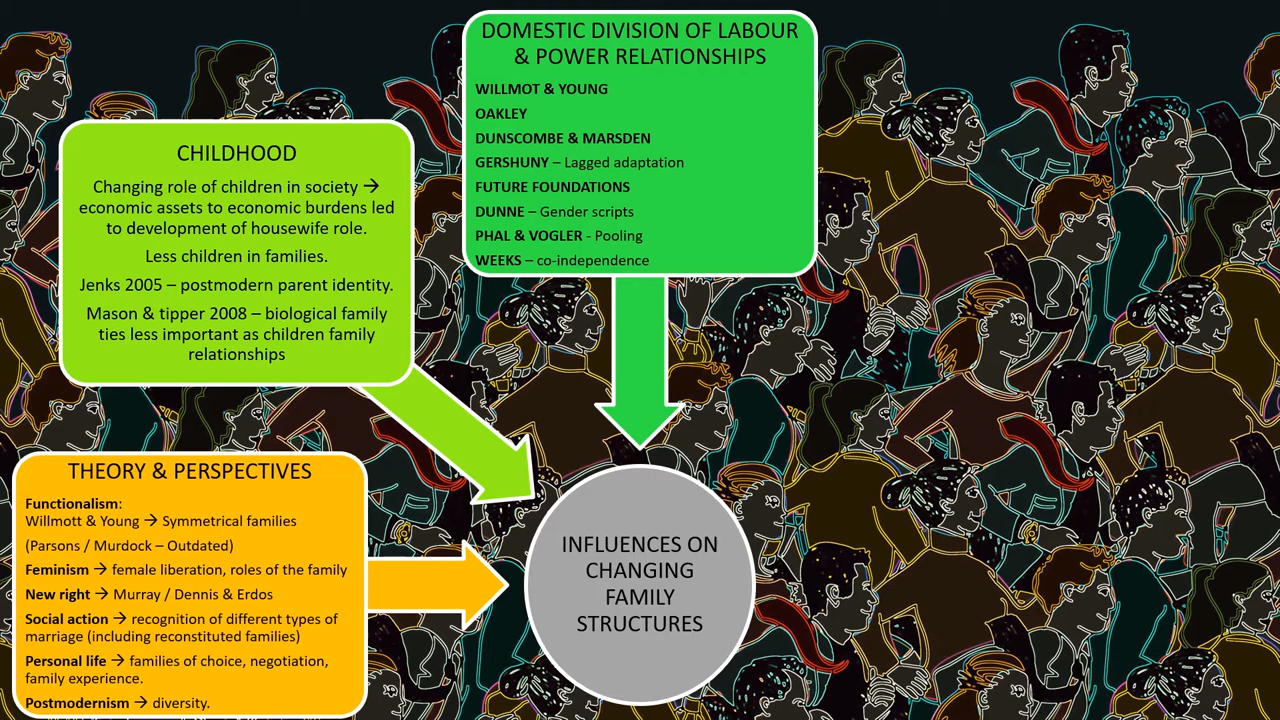 DOMESTIC DIVISION OF LABOUR
& POWER RELATIONSHIPS
WILLMOT & YOUNG
OAKLEY
DUNSCOMBE & MARSDEN
GERSHUNY – Lagged adaptation
FUTURE FOUNDATIONS
DUNNE – Gender scripts
PHAL & VOGLER - Pooling
WEEKS – co-independence
CHILDHOOD
Changing role of children in society →
economic assets to economic burdens led
to development of housewife role.
Less children in families.
Jenks 2005 – postmodern parent identity.
Mason & tipper 2008 – biological family
ties less important as children family
relationships
THEORY & PERSPECTIVES
Functionalism:
Willmott & Young → Symmetrical families
(Parsons / Murdock – Outdated)
Feminism → female liberation, roles of the family
New right → Murray / Dennis & Erdos
Social action → recognition of different types of
marriage (including reconstituted families)
Personal life → families of choice, negotiation,
family experience.
Postmodernism → diversity.
INFLUENCES ON
CHANGING
FAMILY
STRUCTURES